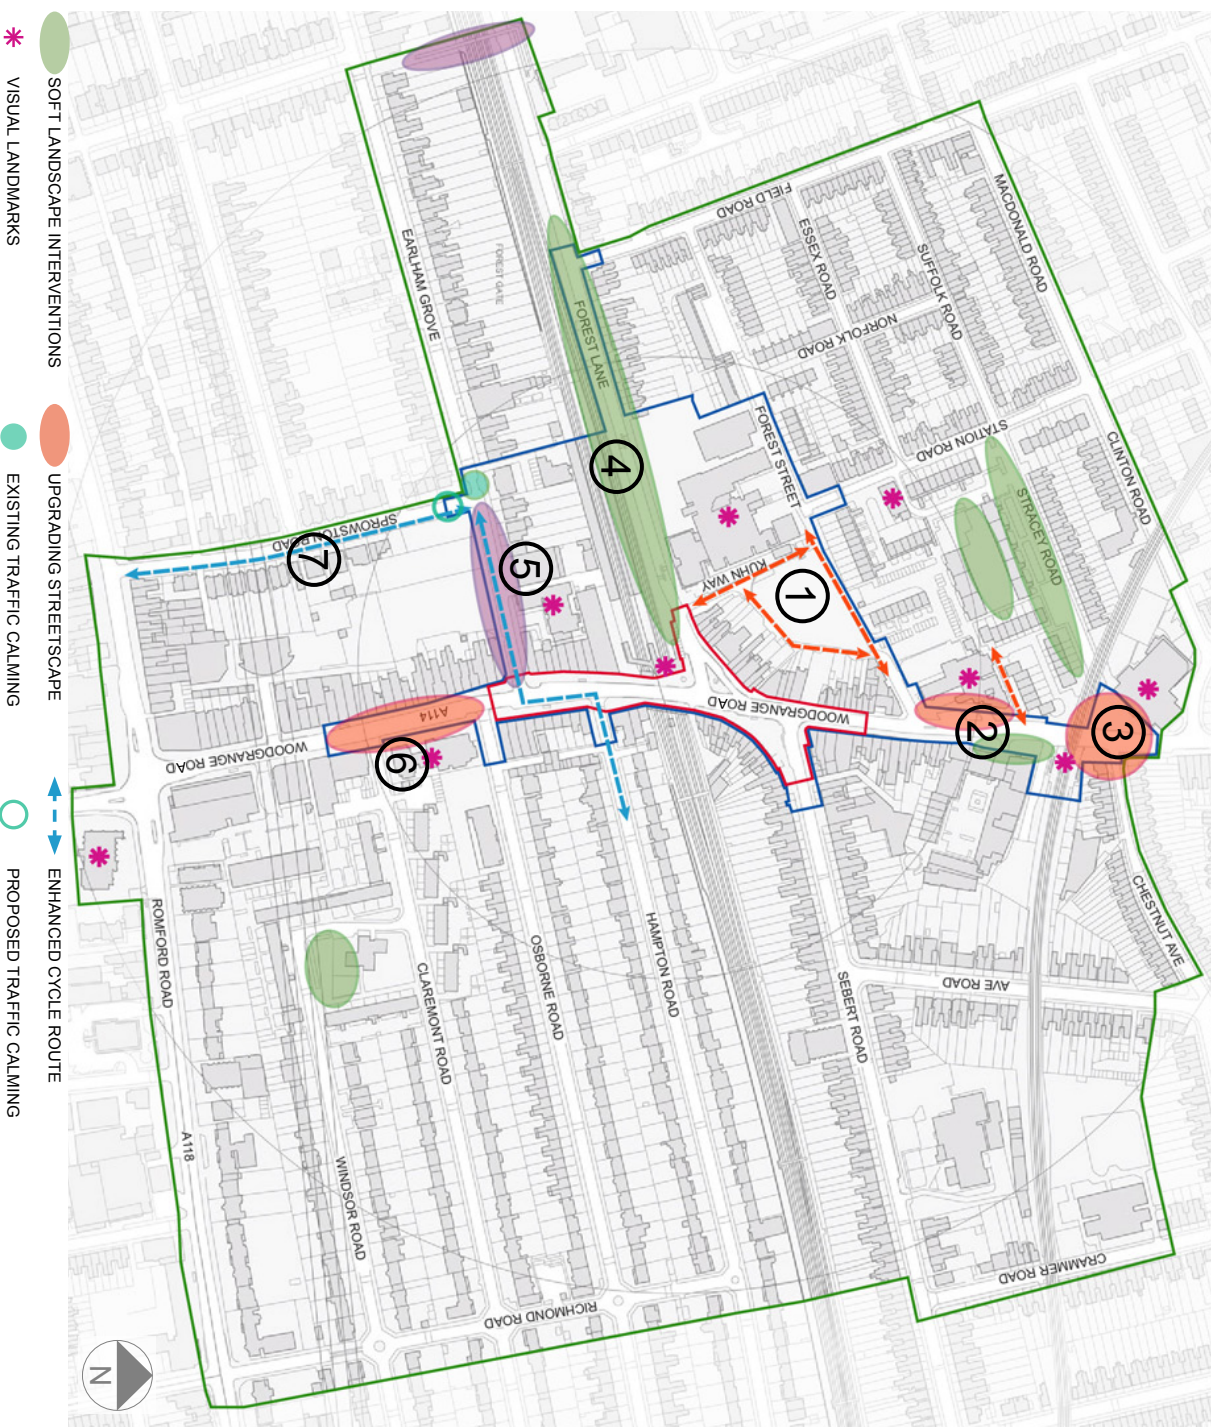 MACDONALD ROAD
FIELD ROAD
ESSEX ROAD
SUFFOLK ROAD
NORFOLK ROAD
STATION ROAD
CLINTON ROAD
STRACEY ROAD
FOREST STREET
FOREST LANE
FOREST GATE
EARLHAM GROVE
KUHN WAY
SPROWSTON ROAD
WOODGRANGE ROAD
A114
WOODGRANGE ROAD
CHESTNUT AVE
AVE ROAD
SEBERT ROAD
HAMPTON ROAD
OSBORNE ROAD
CLAREMONT ROAD
WINDSOR ROAD
ROMFORD ROAD
A118
RICHMOND ROAD
CRAMMER ROAD
1
2
3
4
5
6
7
N
SOFT LANDSCAPE INTERVENTIONS
UPGRADING STREETSCAPE
ENHANCED CYCLE ROUTE
VISUAL LANDMARKS
EXISTING TRAFFIC CALMING
PROPOSED TRAFFIC CALMING